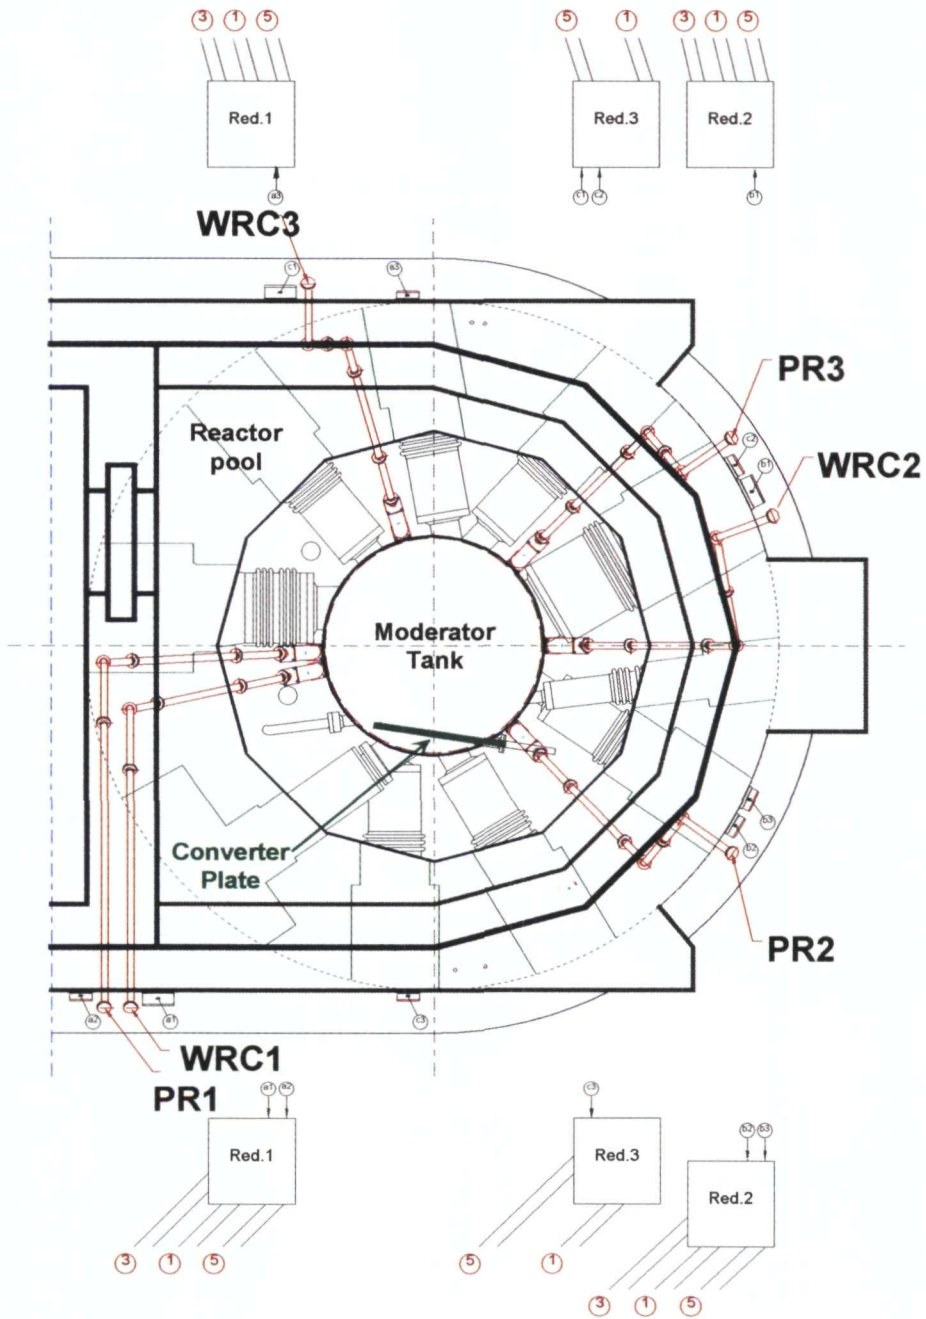 3 1 5
5 1
3 1 5
Red.1
Red.3
Red.2
a3
c1
c2
b1
WRC3
c1
a3
PR3
c2
b1
WRC2
Reactor
pool
Moderator
Tank
Converter
Plate
b3
b2
PR2
a2
a1
c3
WRC1
PR1
a1
a2
c3
b2
b3
Red.1
Red.3
Red.2
3 1 5
5 1
3 1 5